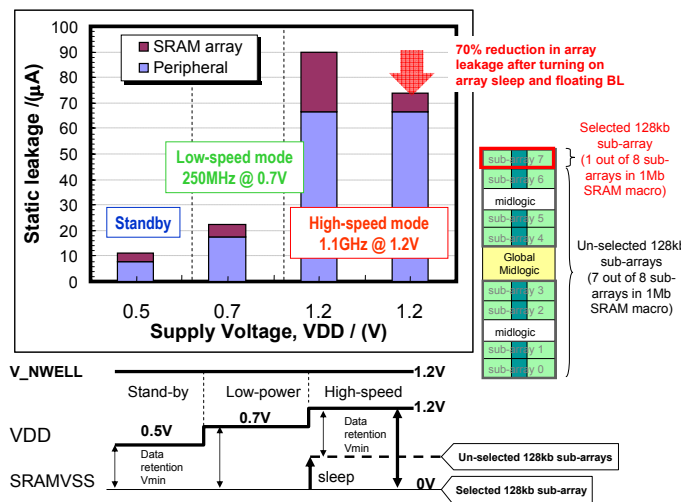 100
90
80
70
60
50
40
30
20
10
0
Static leakage /(μA)
SRAM array
Peripheral
Low-speed mode
250MHz @ 0.7V
Standby
High-speed mode
1.1GHz @ 1.2V
0.5
0.7
1.2
1.2
Supply Voltage, VDD / (V)
70% reduction in array
leakage after turning on
array sleep and floating BL
Selected 128kb
sub-array
(1 out of 8 sub-
arrays in 1Mb
SRAM macro)
sub-array 7
sub-array 6
midlogic
sub-array 5
sub-array 4
Global
Midlogic
sub-array 3
sub-array 2
midlogic
sub-array 1
sub-array 0
Un-selected 128kb
sub-arrays
(7 out of 8 sub-
arrays in 1Mb
SRAM macro)
V_NWELL
1.2V
Stand-by
Low-power
High-speed
VDD
0.5V
0.7V
1.2V
Data
retention
Vmin
Data
retention
Vmin
sleep
Un-selected 128kb sub-arrays
SRAMVSS
0V
Selected 128kb sub-array